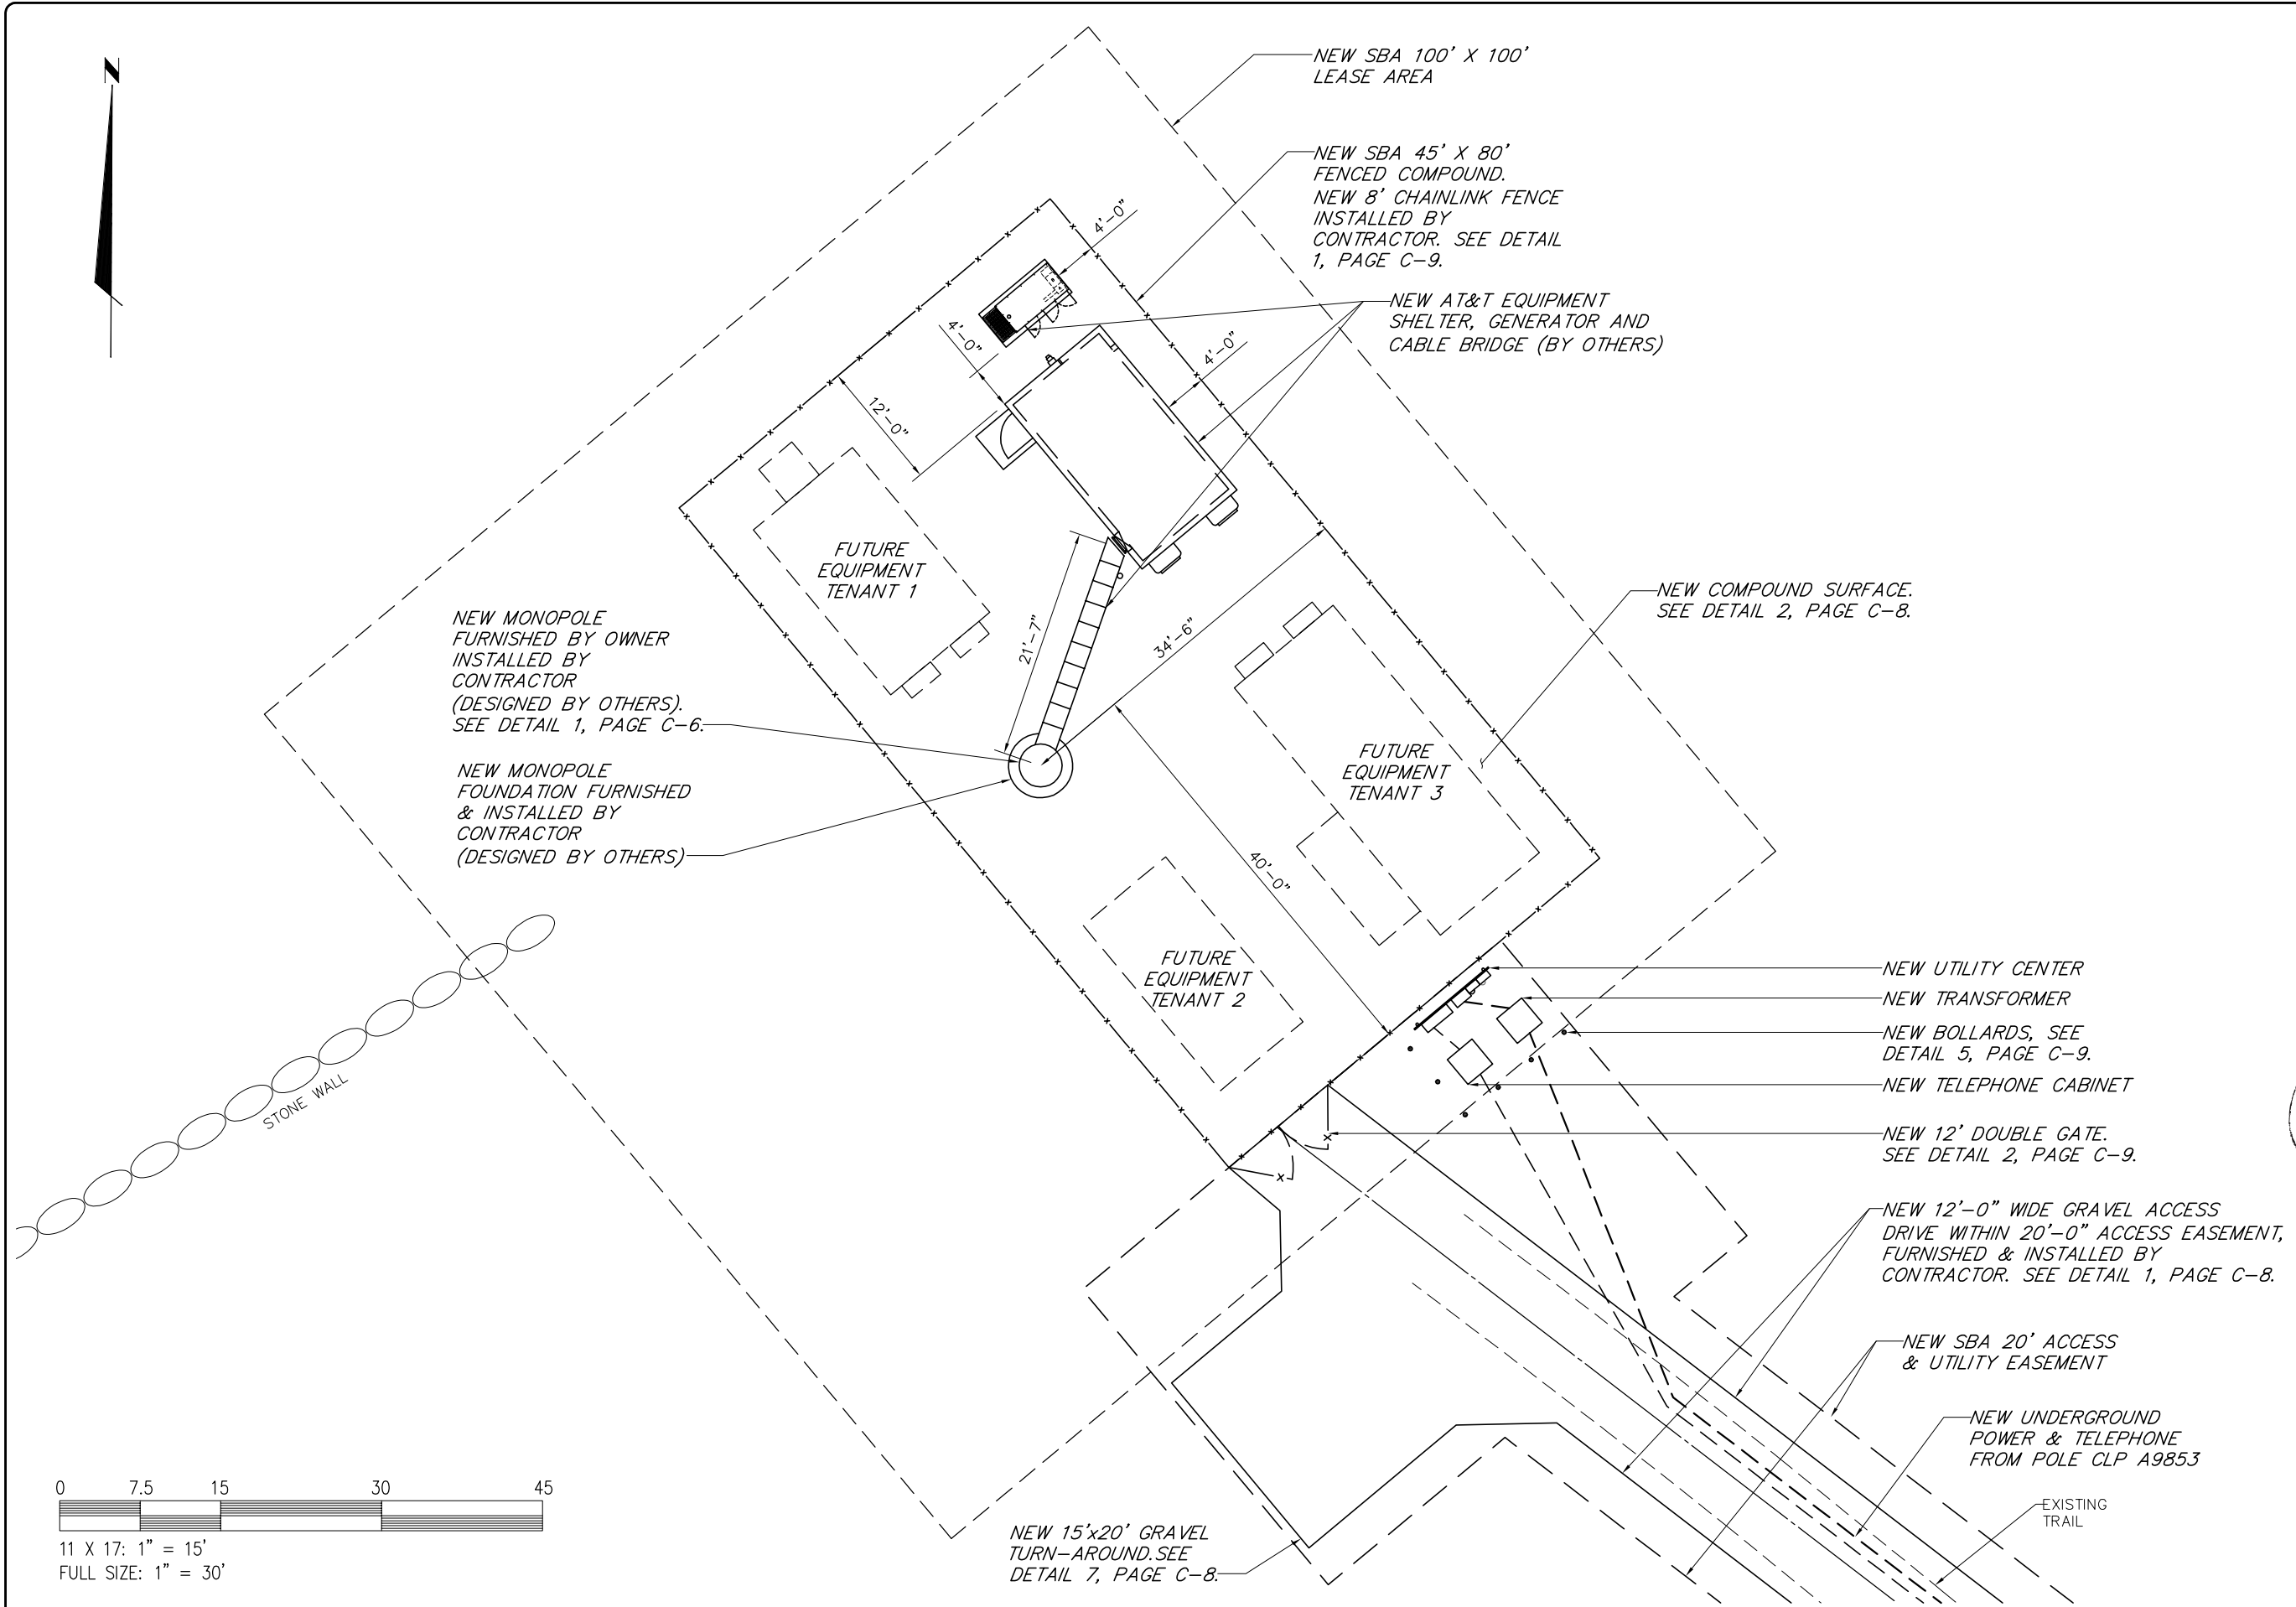 N
NEW SBA 100' X 100'
LEASE AREA
NEW SBA 45' X 80'
FENCED COMPOUND.
NEW 8' CHAINLINK FENCE
INSTALLED BY
CONTRACTOR. SEE DETAIL
1, PAGE C-9.
4'-0"
NEW AT&T EQUIPMENT
SHELTER, GENERATOR AND
CABLE BRIDGE (BY OTHERS)
4'-0"
4'-0"
12'-0"
FUTURE
EQUIPMENT
TENANT 1
NEW COMPOUND SURFACE.
SEE DETAIL 2, PAGE C-8.
NEW MONOPOLE
FURNISHED BY OWNER
INSTALLED BY
CONTRACTOR
(DESIGNED BY OTHERS).
SEE DETAIL 1, PAGE C-6.
21'-7"
34'-6"
NEW MONOPOLE
FOUNDATION FURNISHED
& INSTALLED BY
CONTRACTOR
(DESIGNED BY OTHERS)
FUTURE
EQUIPMENT
TENANT 3
40'-0"
FUTURE
EQUIPMENT
TENANT 2
STONE WALL
NEW UTILITY CENTER
NEW TRANSFORMER
NEW BOLLARDS, SEE
DETAIL 5, PAGE C-9.
NEW TELEPHONE CABINET
NEW 12' DOUBLE GATE.
SEE DETAIL 2, PAGE C-9.
NEW 12'-0" WIDE GRAVEL ACCESS
DRIVE WITHIN 20'-0" ACCESS EASEMENT,
FURNISHED & INSTALLED BY
CONTRACTOR. SEE DETAIL 1, PAGE C-8.
NEW SBA 20' ACCESS
& UTILITY EASEMENT
NEW UNDERGROUND
POWER & TELEPHONE
FROM POLE CLP A9853
EXISTING
TRAIL
NEW 15'x20' GRAVEL
TURN-AROUND.SEE
DETAIL 7, PAGE C-8.
0 7.5 15 30 45
11 X 17: 1" = 15'
FULL SIZE: 1" = 30'